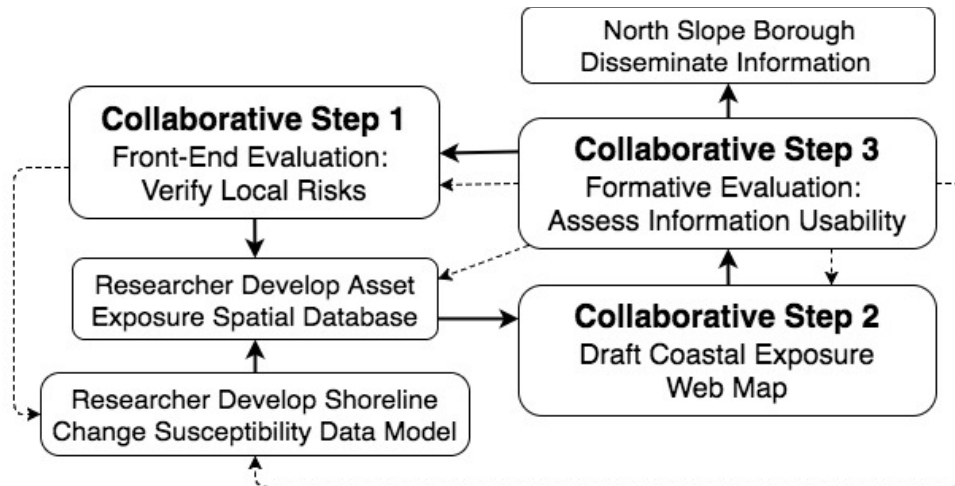 North Slope Borough
Disseminate Information
Collaborative Step 1
Front-End Evaluation:
Verify Local Risks
Collaborative Step 3
Formative Evaluation:
Assess Information Usability
Researcher Develop Asset
Exposure Spatial Database
Collaborative Step 2
Draft Coastal Exposure
Web Map
Researcher Develop Shoreline
Change Susceptibility Data Model